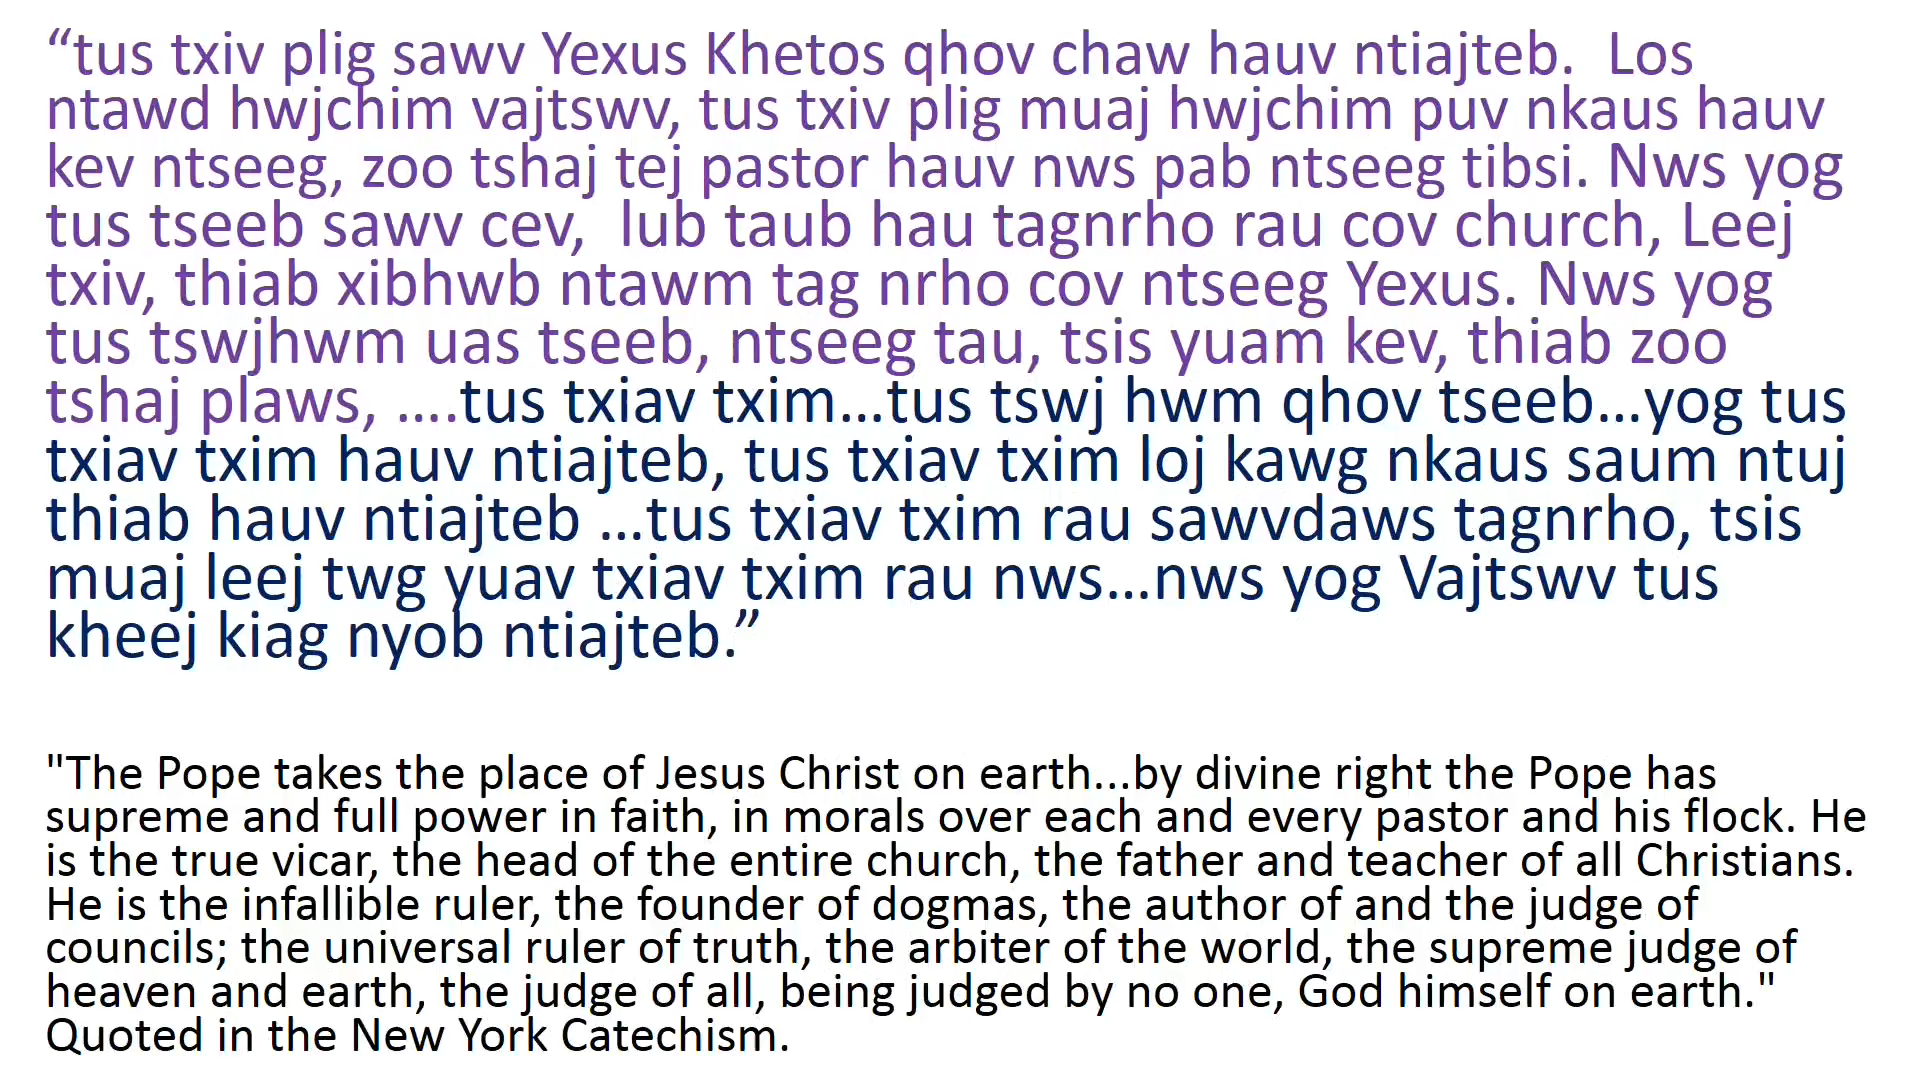 “tus txiv plig sawv Yexus Khetos qhov chaw hauv ntiajteb.  Los
ntawd hwjchim vajtswv, tus txiv plig muaj hwjchim puv nkaus hauv
kev ntseeg, zoo tshaj tej pastor hauv nws pab ntseeg tibsi. Nws yog
tus tseeb sawv cev,  lub taub hau tagnrho rau cov church, Leej
txiv, thiab xibhwb ntawm tag nrho cov ntseeg Yexus. Nws yog
tus tswjhwm uas tseeb, ntseeg tau, tsis yuam kev, thiab zoo
tshaj plaws, ....tus txiav txim...tus tswj hwm qhov tseeb...yog tus
txiav txim hauv ntiajteb, tus txiav txim loj kawg nkaus saum ntuj
thiab hauv ntiajteb ...tus txiav txim rau sawvdaws tagnrho, tsis
muaj leej twg yuav txiav txim rau nws...nws yog Vajtswv tus
kheej kiag nyob ntiajteb.”
"The Pope takes the place of Jesus Christ on earth...by divine right the Pope has
supreme and full power in faith, in morals over each and every pastor and his flock. He
is the true vicar, the head of the entire church, the father and teacher of all Christians.
He is the infallible ruler, the founder of dogmas, the author of and the judge of
councils; the universal ruler of truth, the arbiter of the world, the supreme judge of
heaven and earth, the judge of all, being judged by no one, God himself on earth."
Quoted in the New York Catechism.